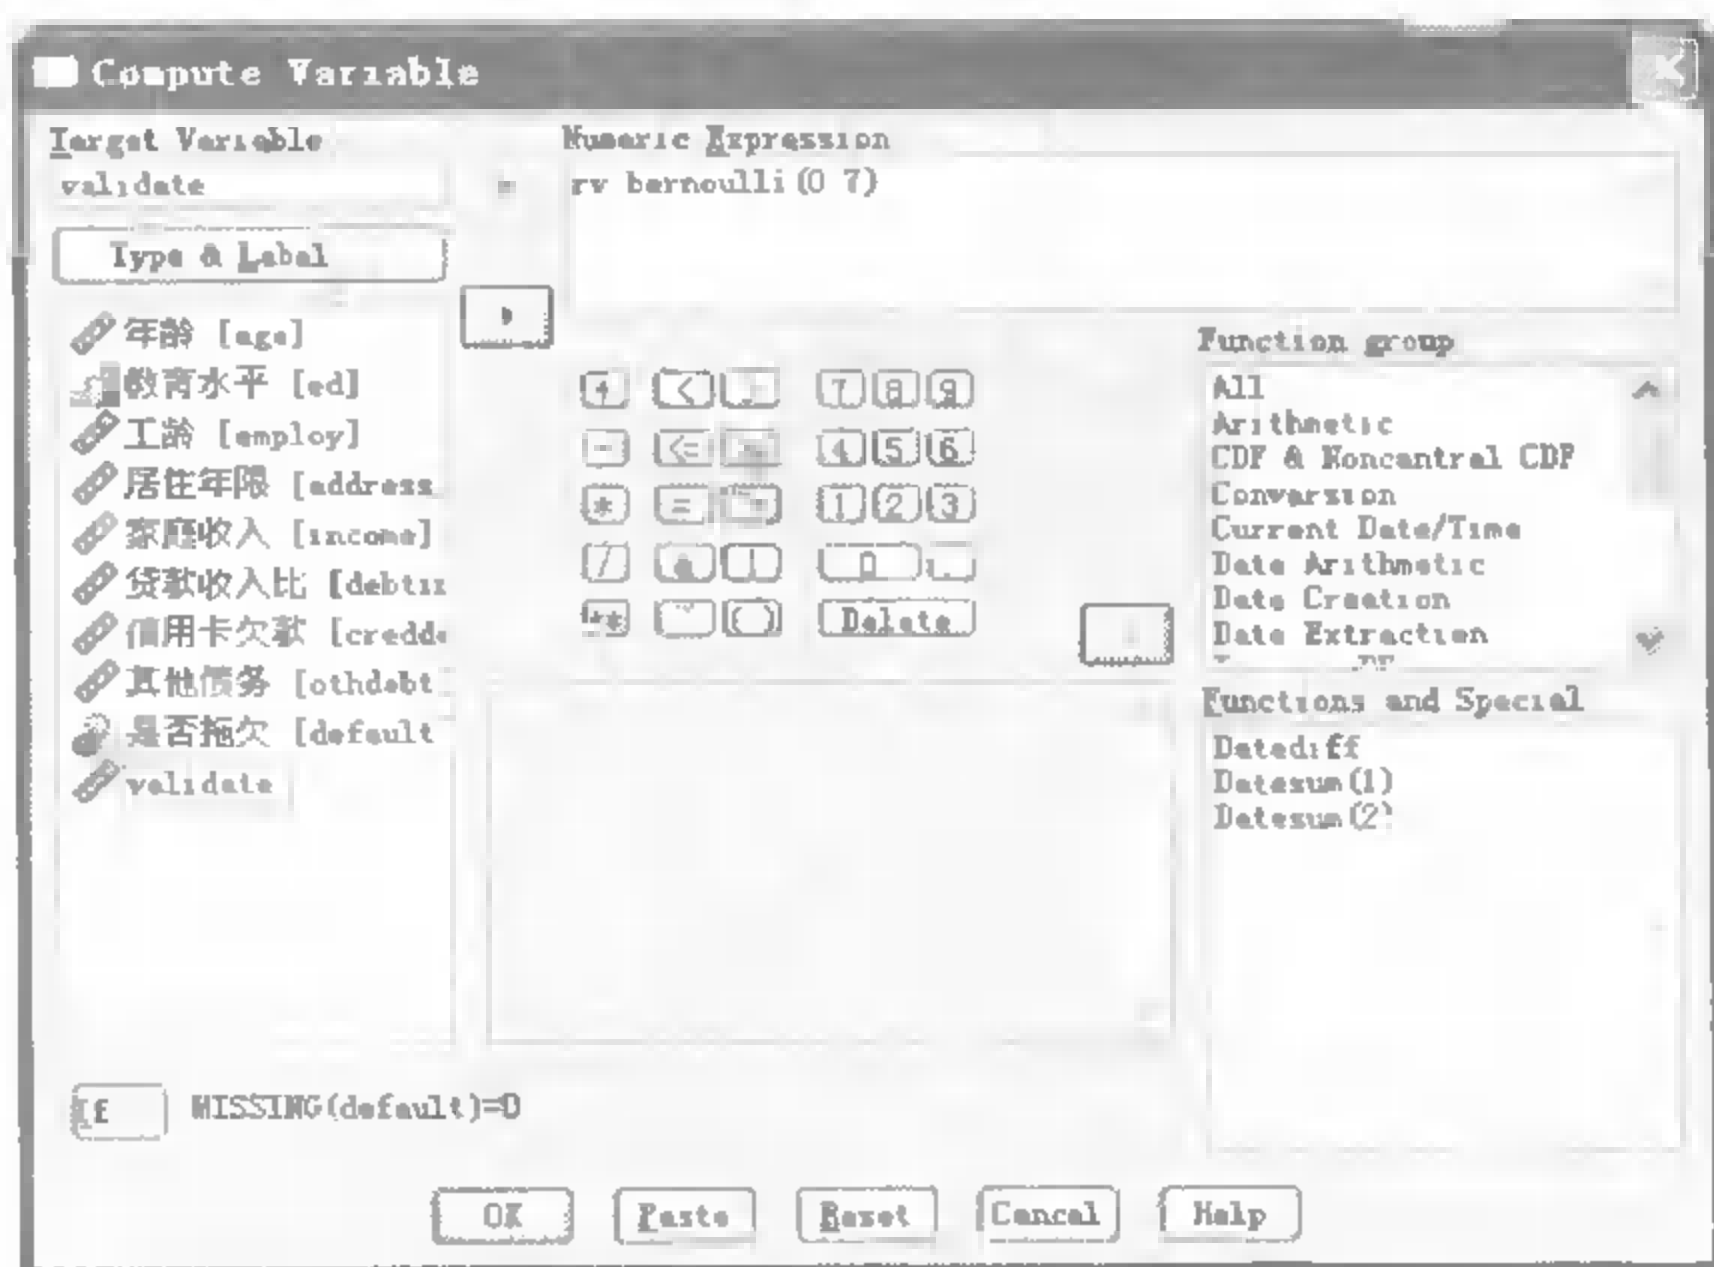 Compute Variable
Target Variable
validate
Type & Label
年龄 [age]
教育水平 [ed]
工龄 [employ]
居住年限 [address
家庭收入 [income]
贷款收入比 [debtin
信用卡欠款 [credde
其他债务 [othdebt
是否拖欠 [default
validate
Numeric Expression
rv bernoulli(0 7)
+ < > 7 8 9
- <= >= 4 5 6
* = 1 2 3
/ & | 0 .
** ~ () Delete
Function group
All
Arithmetic
CDF & Noncentral CDF
Conversion
Current Date/Time
Date Arithmetic
Date Creation
Date Extraction
Functions and Special
Datediff
Datesum(1)
Datesum(2)
If MISSING(default)=0
OK Paste Reset Cancel Help